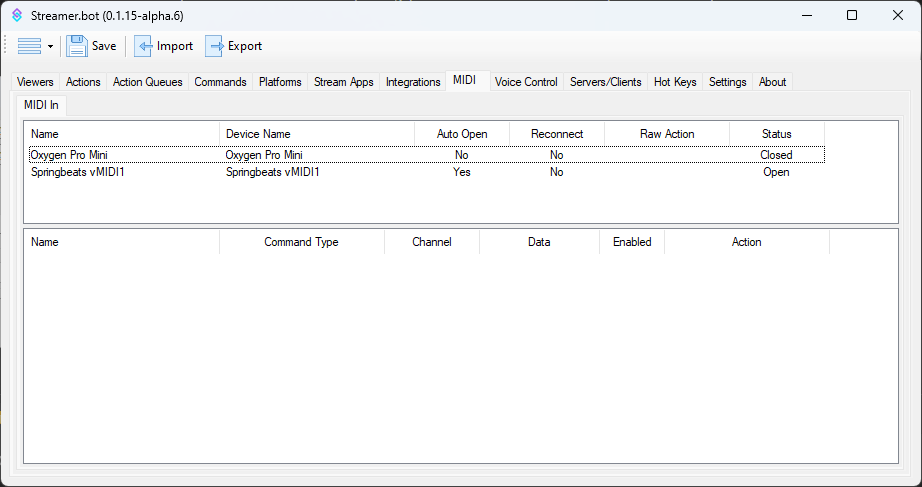 Streamer.bot (0.1.15-alpha.6)
Save Import Export
Viewers Actions Action Queues Commands Platforms Stream Apps Integrations MIDI Voice Control Servers/Clients Hot Keys Settings About
MIDI In
Name Device Name Auto Open Reconnect Raw Action Status
Oxygen Pro Mini Oxygen Pro Mini No No Closed
Springbeats vMIDI1 Springbeats vMIDI1 Yes No Open
Name Command Type Channel Data Enabled Action